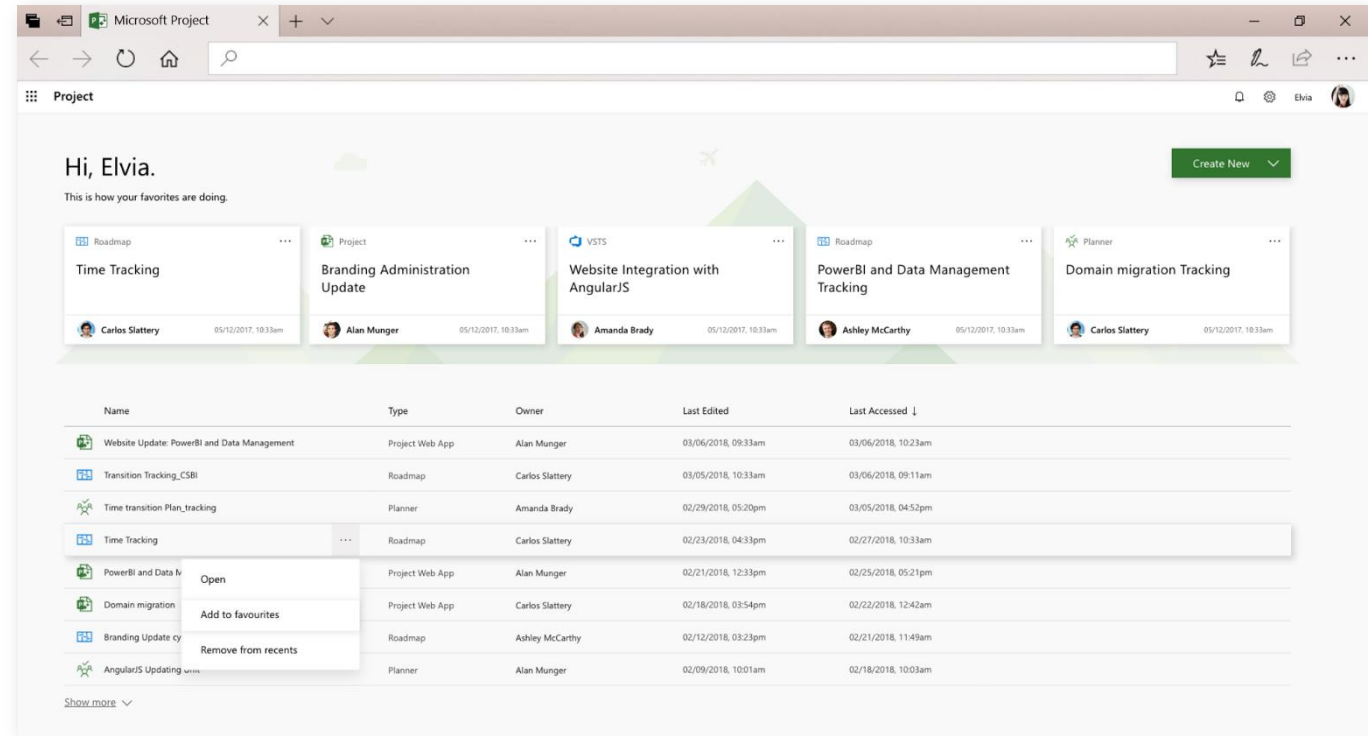 Microsoft Project
Project
Elvia
Hi, Elvia.
This is how your favorites are doing.
Create New
Roadmap
Time Tracking
Carlos Slattery 05/12/2017, 10:33am
Project
Branding Administration
Update
Alan Munger 05/12/2017, 10:33am
VSTS
Website Integration with
AngularJS
Amanda Brady 05/12/2017, 10:33am
Roadmap
PowerBI and Data Management
Tracking
Ashley McCarthy 05/12/2017, 10:33am
Planner
Domain migration Tracking
Carlos Slattery 05/12/2017, 10:33am
Name Type Owner Last Edited Last Accessed ↓
Website Update: PowerBI and Data Management Project Web App Alan Munger 03/06/2018, 09:33am 03/06/2018, 10:23am
Transition Tracking_CSBI Roadmap Carlos Slattery 03/05/2018, 10:33am 03/06/2018, 09:11am
Time transition Plan_tracking Planner Amanda Brady 02/29/2018, 05:20pm 03/05/2018, 04:52pm
Time Tracking ... Roadmap Carlos Slattery 02/23/2018, 04:33pm 02/27/2018, 10:33am
PowerBI and Data Project Web App Alan Munger 02/21/2018, 12:33pm 02/25/2018, 05:21pm
Domain migration Project Web App Carlos Slattery 02/18/2018, 03:54pm 02/22/2018, 12:42am
Branding Update cy Roadmap Ashley McCarthy 02/12/2018, 03:23pm 02/21/2018, 11:49am
AngularJS Updating Planner Alan Munger 02/09/2018, 10:01am 02/18/2018, 10:03am
Open
Add to favourites
Remove from recents
Show more